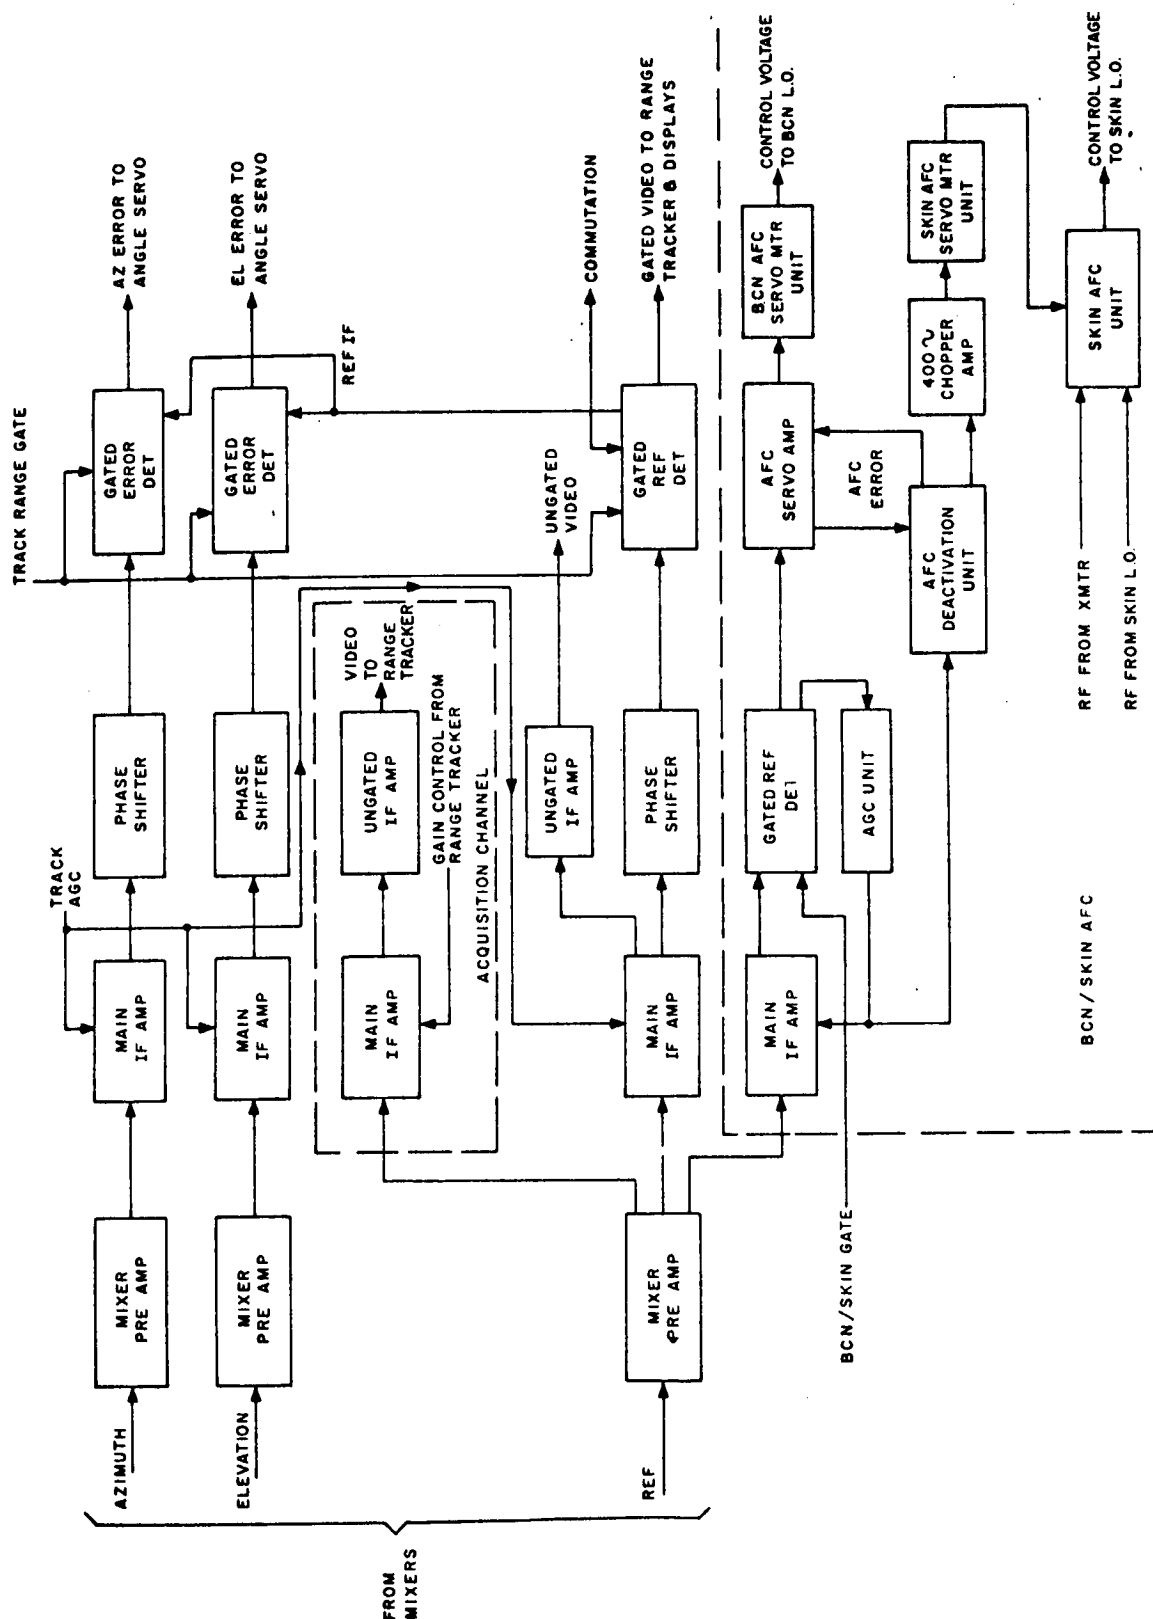 FROM
MIXERS
AZIMUTH
ELEVATION
REF
MIXER
PRE AMP
MIXER
PRE AMP
MIXER
PRE AMP
TRACK
AGC
MAIN
IF AMP
MAIN
IF AMP
MAIN
IF AMP
MAIN
IF AMP
MAIN
IF AMP
PHASE
SHIFTER
PHASE
SHIFTER
UNGATED
IF AMP
VIDEO
TO
RANGE
TRACKER
GAIN CONTROL FROM
RANGE TRACKER
ACQUISITION CHANNEL
UNGATED
IF AMP
UNGATED
VIDEO
PHASE
SHIFTER
TRACK RANGE GATE
GATED
ERROR
DET
AZ ERROR TO
ANGLE SERVO
GATED
ERROR
DET
EL ERROR TO
ANGLE SERVO
REF IF
COMMUTATION
GATED
REF
DET
GATED VIDEO TO RANGE
TRACKER & DISPLAYS
BCN/SKIN GATE
GATED REF
DET
AGC UNIT
AFC
SERVO AMP
AFC
ERROR
BCN AFC
SERVO MTR
UNIT
CONTROL VOLTAGE
TO BCN L.O.
AFC
DEACTIVATION
UNIT
400~
CHOPPER
AMP
SKIN AFC
SERVO MTR
UNIT
BCN/SKIN AFC
RF FROM XMTR
RF FROM SKIN L.O.
SKIN AFC
UNIT
CONTROL VOLTAGE
TO SKIN L.O.